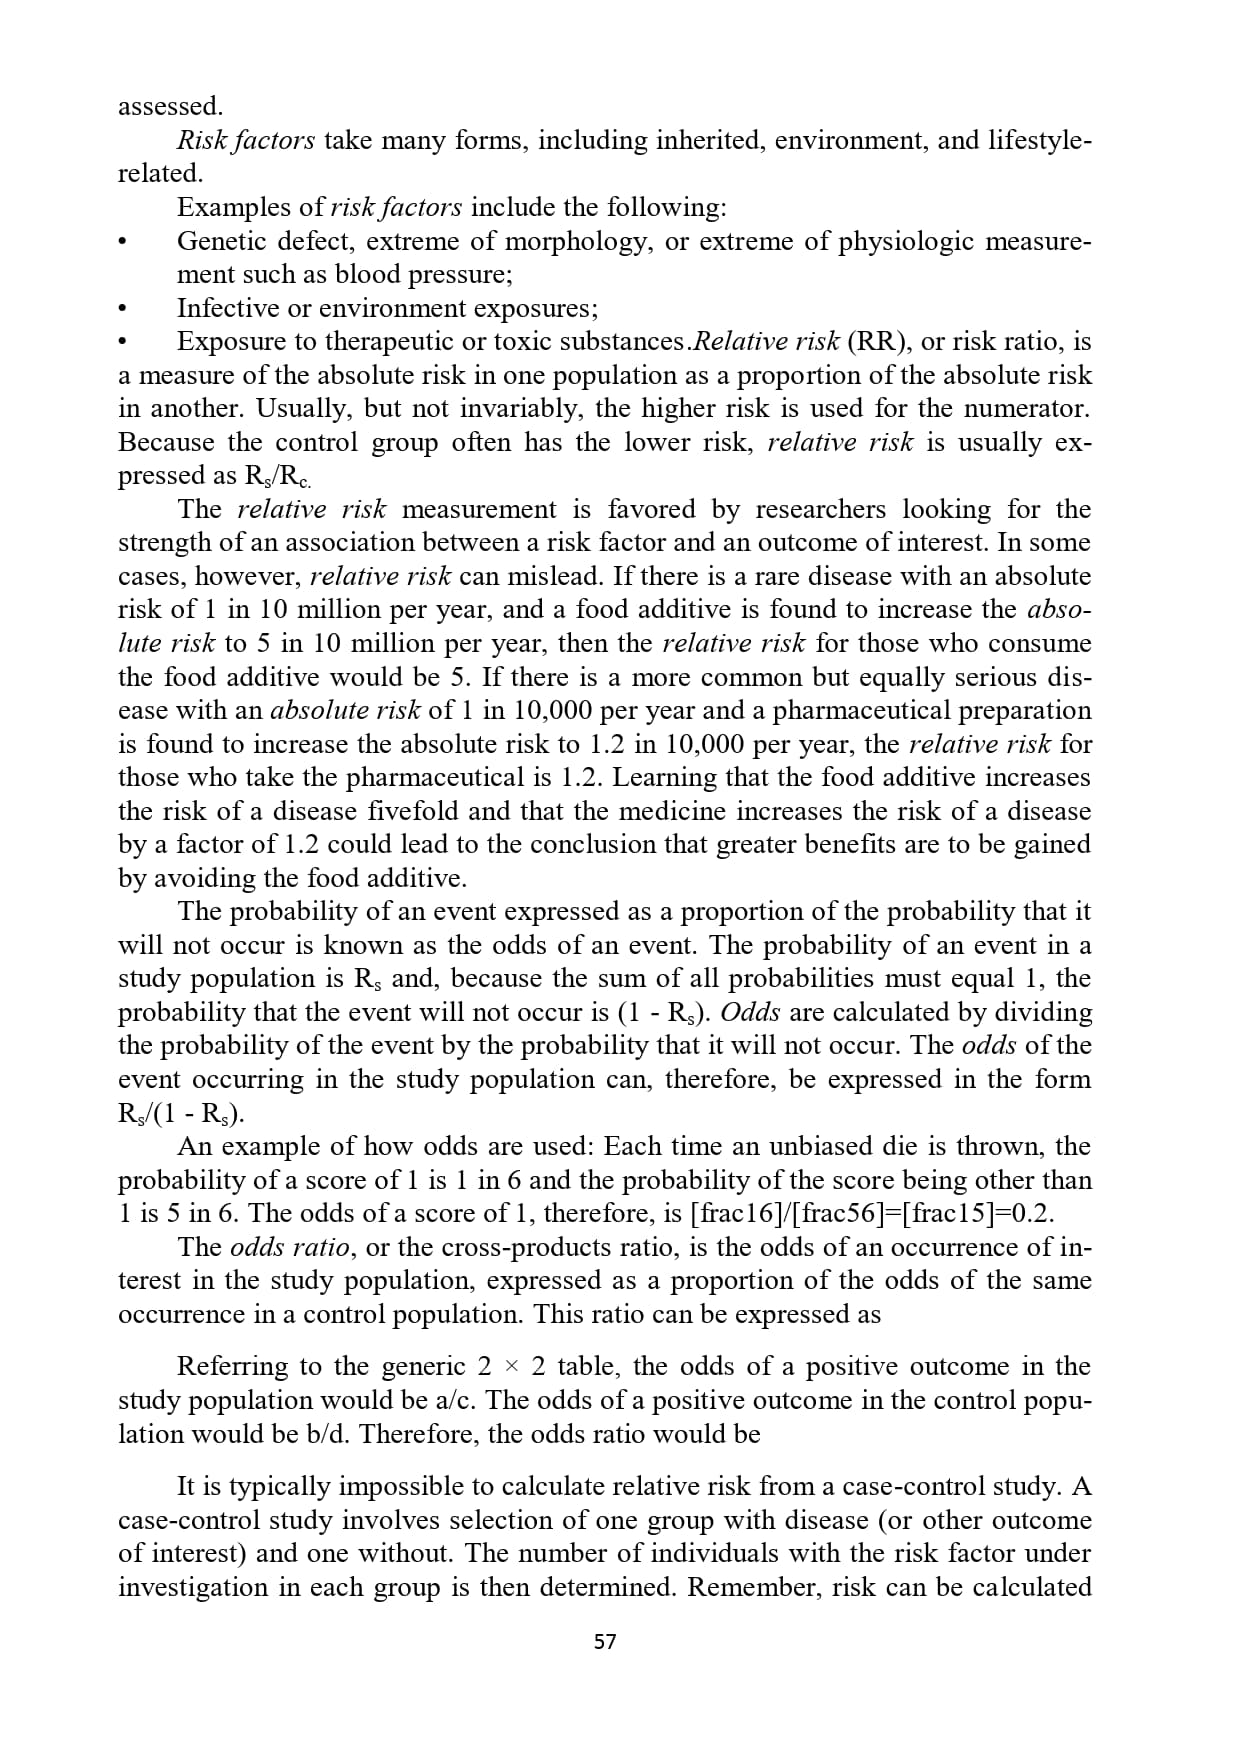 assessed.
Risk factors take many forms, including inherited, environment, and lifestyle-
related.
Examples of risk factors include the following:
• Genetic defect, extreme of morphology, or extreme of physiologic measure-
ment such as blood pressure;
• Infective or environment exposures;
• Exposure to therapeutic or toxic substances.Relative risk (RR), or risk ratio, is
a measure of the absolute risk in one population as a proportion of the absolute risk
in another. Usually, but not invariably, the higher risk is used for the numerator.
Because the control group often has the lower risk, relative risk is usually ex-
pressed as Rs/Rc.
The relative risk measurement is favored by researchers looking for the
strength of an association between a risk factor and an outcome of interest. In some
cases, however, relative risk can mislead. If there is a rare disease with an absolute
risk of 1 in 10 million per year, and a food additive is found to increase the abso-
lute risk to 5 in 10 million per year, then the relative risk for those who consume
the food additive would be 5. If there is a more common but equally serious dis-
ease with an absolute risk of 1 in 10,000 per year and a pharmaceutical preparation
is found to increase the absolute risk to 1.2 in 10,000 per year, the relative risk for
those who take the pharmaceutical is 1.2. Learning that the food additive increases
the risk of a disease fivefold and that the medicine increases the risk of a disease
by a factor of 1.2 could lead to the conclusion that greater benefits are to be gained
by avoiding the food additive.
The probability of an event expressed as a proportion of the probability that it
will not occur is known as the odds of an event. The probability of an event in a
study population is Rs and, because the sum of all probabilities must equal 1, the
probability that the event will not occur is (1 - Rs). Odds are calculated by dividing
the probability of the event by the probability that it will not occur. The odds of the
event occurring in the study population can, therefore, be expressed in the form
Rs/(1 - Rs).
An example of how odds are used: Each time an unbiased die is thrown, the
probability of a score of 1 is 1 in 6 and the probability of the score being other than
1 is 5 in 6. The odds of a score of 1, therefore, is [frac16]/[frac56]=[frac15]=0.2.
The odds ratio, or the cross-products ratio, is the odds of an occurrence of in-
terest in the study population, expressed as a proportion of the odds of the same
occurrence in a control population. This ratio can be expressed as
Referring to the generic 2 × 2 table, the odds of a positive outcome in the
study population would be a/c. The odds of a positive outcome in the control popu-
lation would be b/d. Therefore, the odds ratio would be
It is typically impossible to calculate relative risk from a case-control study. A
case-control study involves selection of one group with disease (or other outcome
of interest) and one without. The number of individuals with the risk factor under
investigation in each group is then determined. Remember, risk can be calculated
57